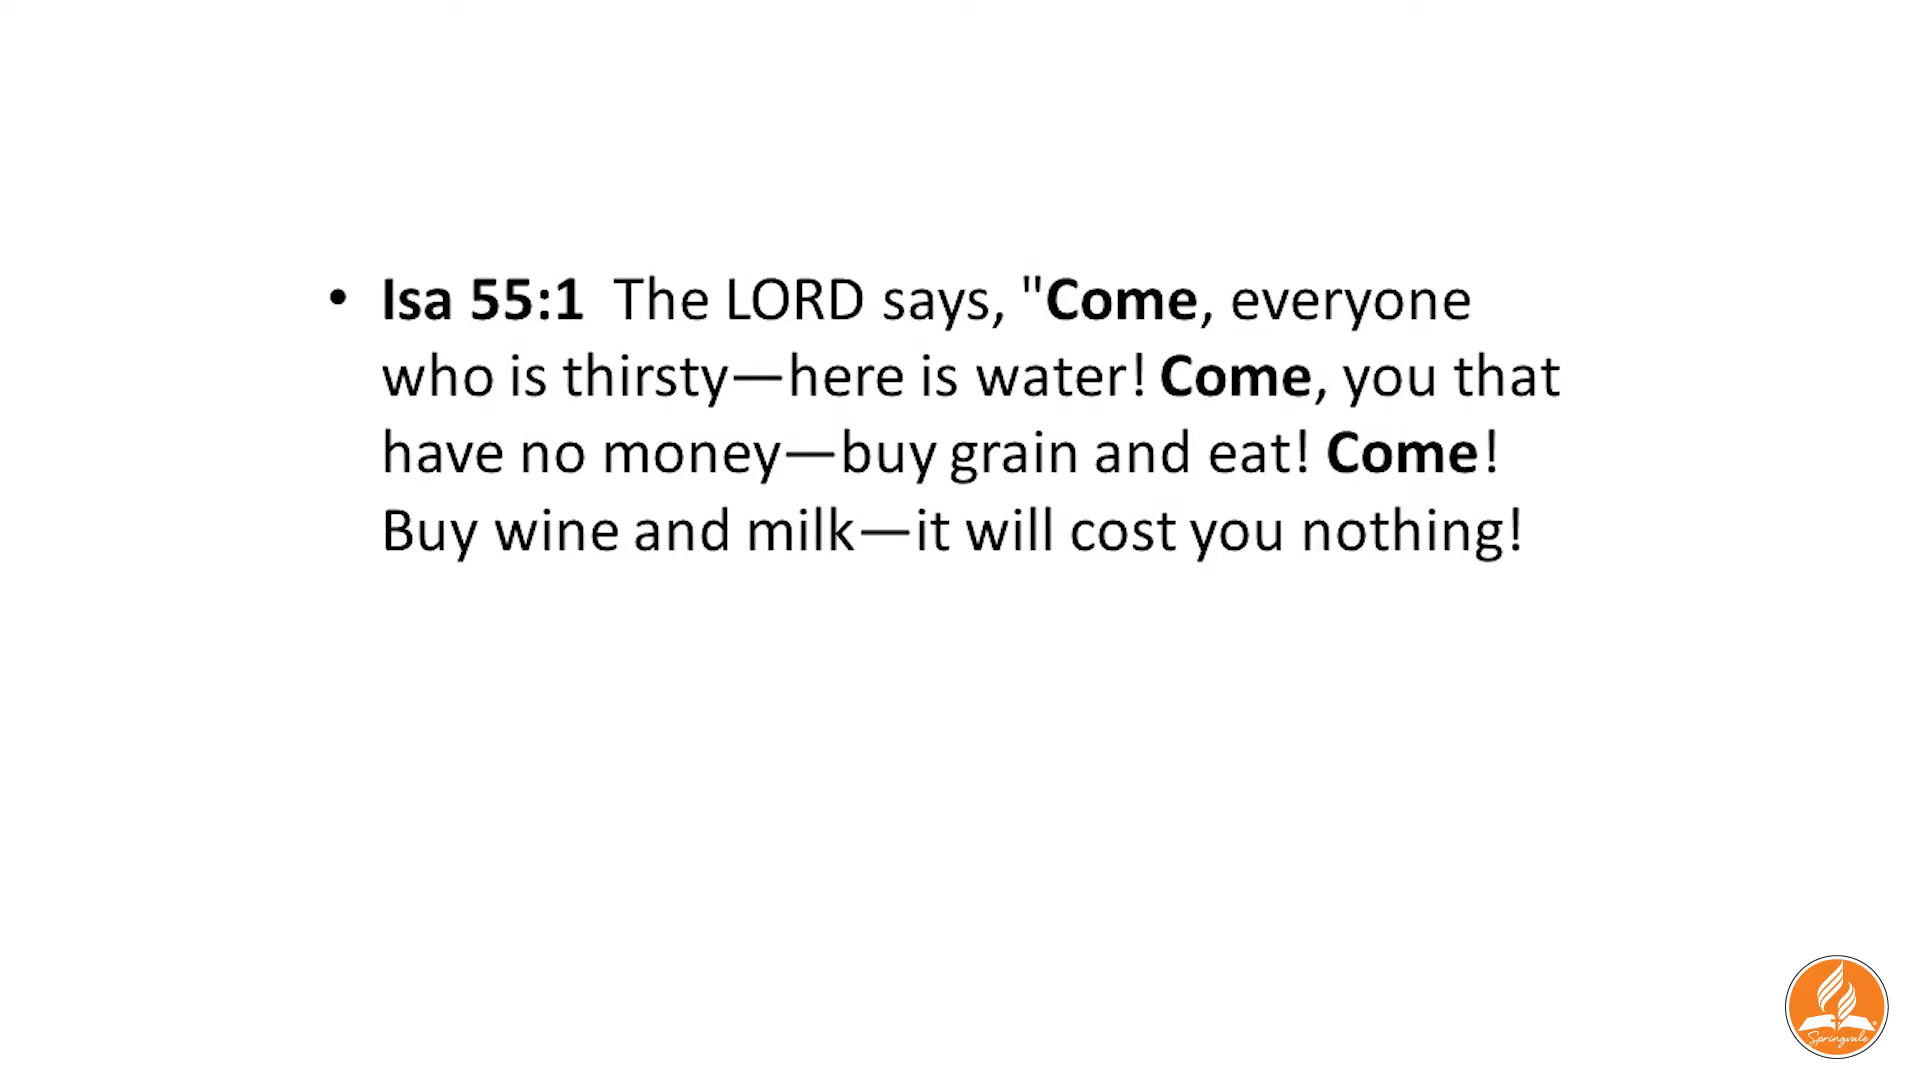 • Isa 55:1  The LORD says, "Come, everyone
who is thirsty—here is water! Come, you that
have no money—buy grain and eat! Come!
Buy wine and milk—it will cost you nothing!
Springvale